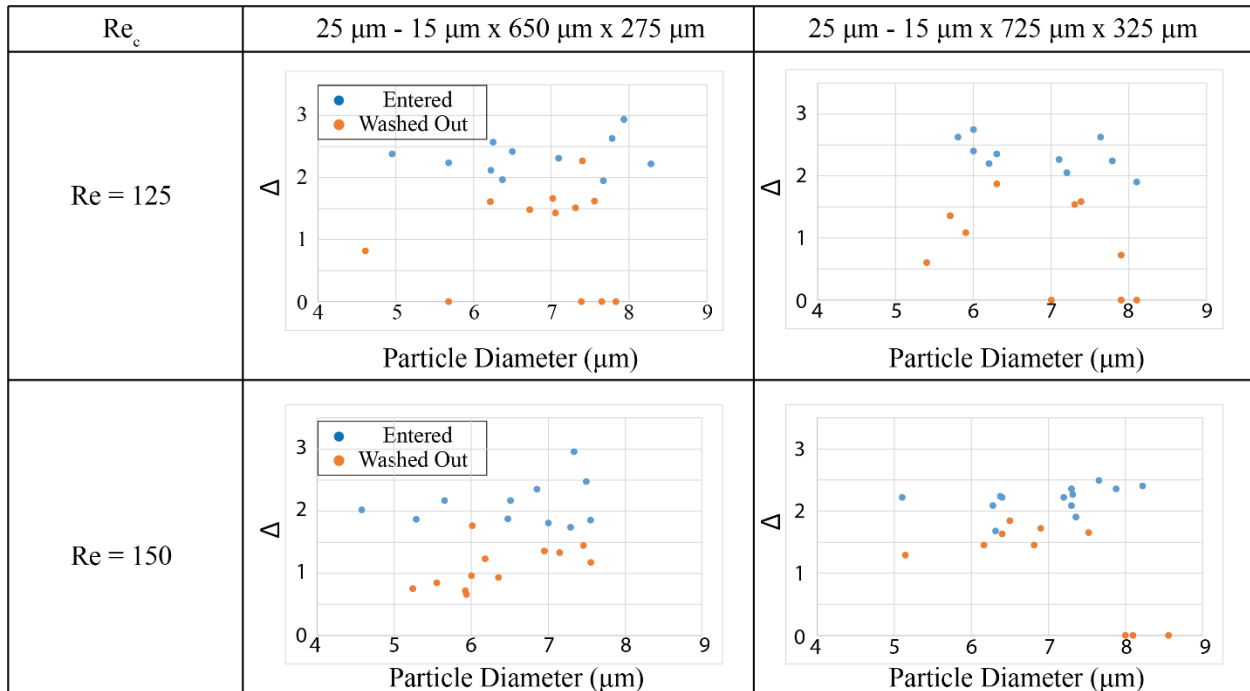 Re_c
25 μm - 15 μm x 650 μm x 275 μm
25 μm - 15 μm x 725 μm x 325 μm
Re = 125
Entered
Washed Out
3
2
1
0
Δ
4 5 6 7 8 9
Particle Diameter (μm)
3
2
1
0
Δ
4 5 6 7 8 9
Particle Diameter (μm)
Re = 150
Entered
Washed Out
3
2
1
0
Δ
4 5 6 7 8 9
Particle Diameter (μm)
3
2
1
0
Δ
4 5 6 7 8 9
Particle Diameter (μm)